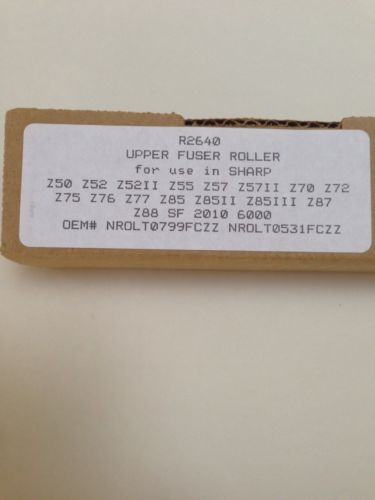 R2640
UPPER FUSER ROLLER
for use in SHARP
Z50 Z52 Z52II Z55 Z57 Z57II Z70 Z72
Z75 Z76 Z77 Z85 Z85II Z85III Z87
Z88 SF 2010 6000
OEM# NROLT0799FCZZ NROLT0531FCZZ